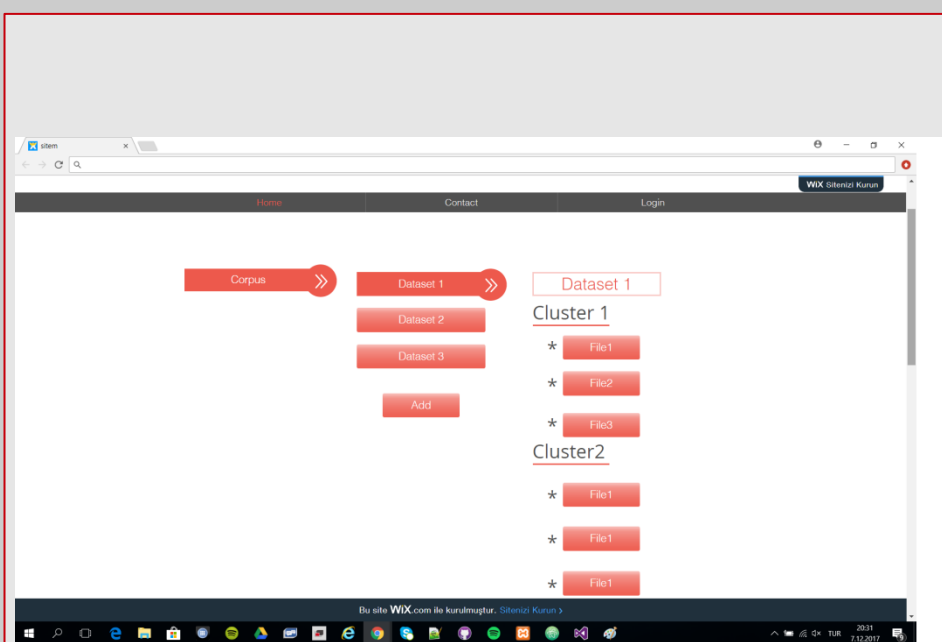 sitem
WiX Sitenizi Kurun
Home Contact Login
Corpus
Dataset 1
Dataset 2
Dataset 3
Add
Dataset 1
Cluster 1
* File1
* File2
* File3
Cluster2
* File1
* File1
* File1
Bu site WiX.com ile kurulmuştur. Sitenizi Kurun >
TUR
20:31
7.12.2017